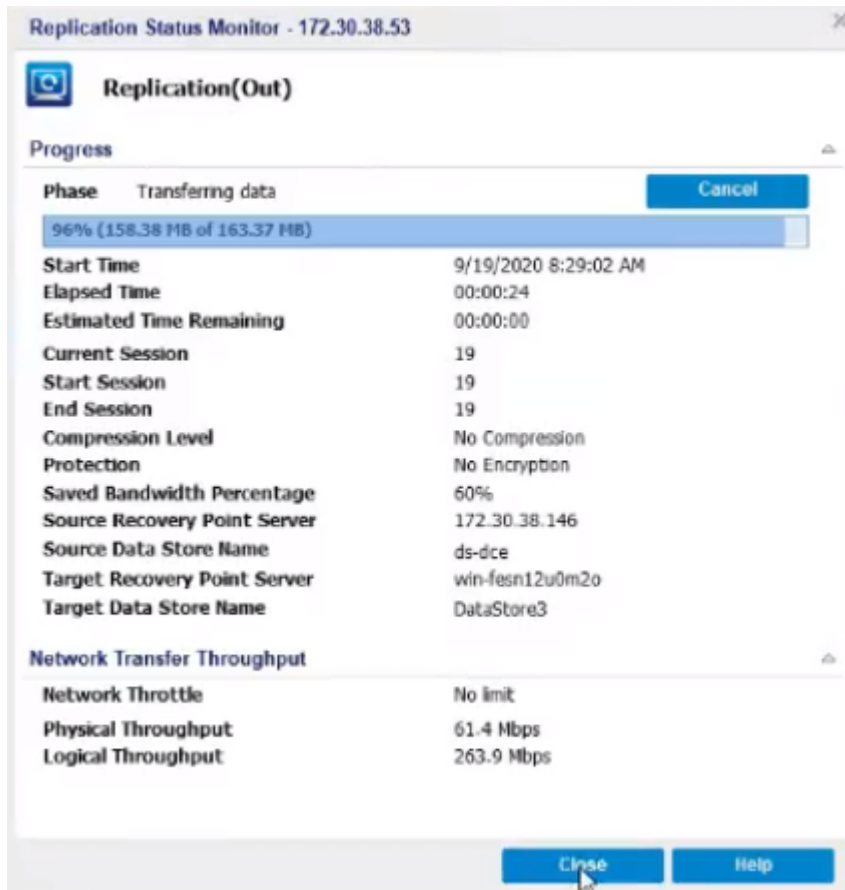 Replication Status Monitor - 172.30.38.53
Replication(Out)
Progress
Phase Transferring data Cancel
96% (158.38 MB of 163.37 MB)
Start Time 9/19/2020 8:29:02 AM
Elapsed Time 00:00:24
Estimated Time Remaining 00:00:00
Current Session 19
Start Session 19
End Session 19
Compression Level No Compression
Protection No Encryption
Saved Bandwidth Percentage 60%
Source Recovery Point Server 172.30.38.146
Source Data Store Name ds-dce
Target Recovery Point Server win-fesn12u0m2o
Target Data Store Name DataStore3
Network Transfer Throughput
Network Throttle No limit
Physical Throughput 61.4 Mbps
Logical Throughput 263.9 Mbps
Close Help